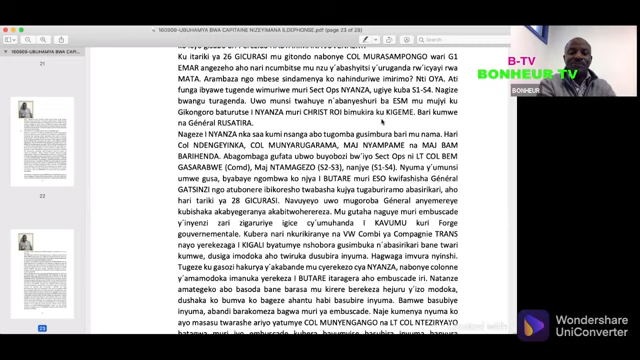 160909-UBUHAMYA BWA CAPITAINE NIZEYIMANA ILDEPHONSE.pdf (page 23 of 29)
160909-UBUHAMYA BWA CAPI...
21
23
23
B-TV
BONHEUR TV
BONHEUR
Ku itariki ya 26 GICURASI mu gitondo nabonye COL MURASAMPONGO wari G1
EMAR angezeho aho nari ncumbitse mu nzu y'abashyitsi y'uruganda rw'icyayi rwa
MATA. Arambaza ngo mbese sindamenya ko nahinduriwe imirimo? Nti OYA. Ati
funga ibyawe tugende wimuriwe muri Sect Ops NYANZA, ugiye kuba S1-S4. Nagize
bwangu turagenda. Uwo munsi twahuye n'abanyeshuri ba ESM mu mujyi ku
Gikongoro baturutse I NYANZA muri CHRIST ROI bimukira ku KIGEME. Bari kumwe
na Général RUSATIRA.
Nageze I NYANZA nka saa kumi nsanga abo tugomba gusimbura bari mu nama. Hari
Col NDENGEYINKA, COL MUNYARUGARAMA, MAJ NYAMPAME na MAJ BAM
BARIHENDA. Abagombaga gufata ubwo buyobozi bw'iyo Sect Ops ni LT COL BEM
GASARABWE (Comd), Maj NTAMAGEZO (S2-S3), nanjye (S1-S4). Nyuma y'umunsi
umwe gusa, byabaye ngombwa ko njya I BUTARE muri ESO kwifashisha Général
GATSINZI ngo atubonere ibikoresho twabasha kujya tugaburiramo abasirikari, aho
hari tariki ya 28 GICURASI. Navuyeyo uwo mugoroba General anyemereye
kubishaka akabyegeranya akabitwoherereza. Mu gutaha naguye muri embuscade
y'inyenzi zari zigaruriye igice cy'umuhanda I KAVUMU kuri Forge
gouvernementale. Kubera nari nkurikiranye na VW Combi ya Compagnie TRANS
nayo yerekezaga I KIGALI byatumye nshobora gusimbuka n'abasirikari bane twari
kumwe, dusiga imodoka aho twiruka dusubira inyuma. Hagwaga imvura nyinshi.
Tugeze ku gasozi hakurya y'akabande mu cyerekezo cya NYANZA, nabonye colonne
y'amamodoka imanuka yerekeza I BUTARE itaragera aho embuscade iri. Natanze
amategeko abo basoda bane barasa mu kirere berekeza hejuru y'izo modoka,
dushaka ko bumva ko bageze ahantu habi basubire inyuma. Bamwe basubiye
inyuma, abandi barakomeza bagwa muri ya embuscade. Naje kumenya nyuma ko
ayo masasu twarashe ariyo yatumye COL MUNYENGANGO na LT COL NTEZIRYAYO
Wondershare
UniConverter